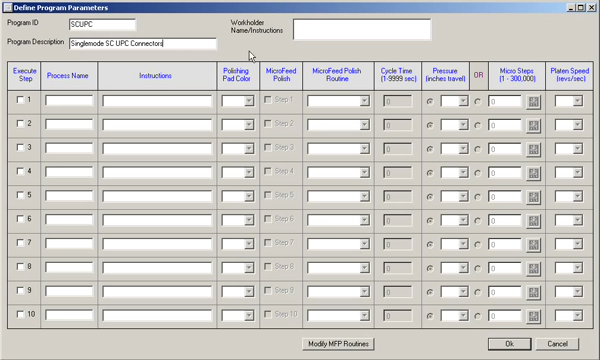 Define Program Parameters
Program ID SCUPC Workholder
Name/Instructions
Program Description Singlemode SC UPC Connectors
Execute Step Process Name Instructions Polishing Pad Color MicroFeed Polish MicroFeed Polish Routine Cycle Time (1-9999 sec) Pressure (inches travel) OR Micro Steps (1 - 300,000) Platen Speed (revs/sec)
1 Step 1 0 0
2 Step 2 0 0
3 Step 3 0 0
4 Step 4 0 0
5 Step 5 0 0
6 Step 6 0 0
7 Step 7 0 0
8 Step 8 0 0
9 Step 9 0 0
10 Step 10 0 0
Modify MFP Routines Ok Cancel